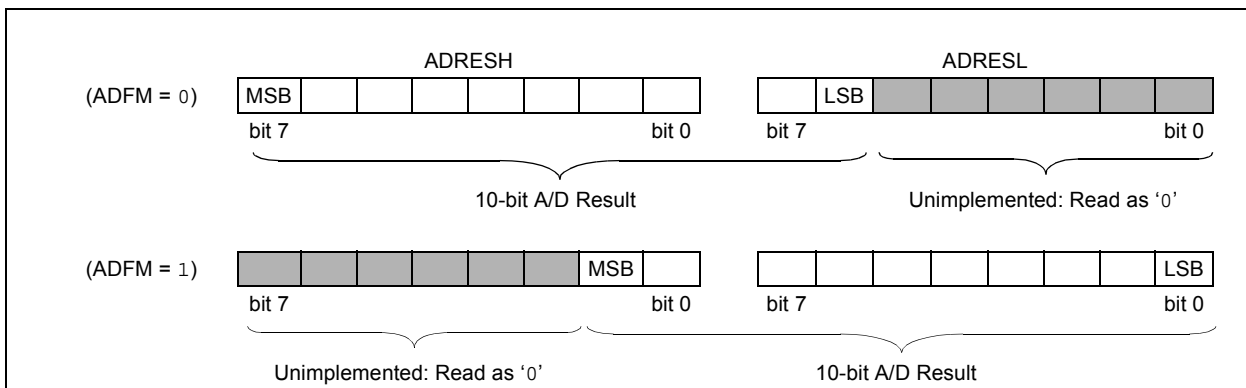 ADRESH ADRESL
(ADFM = 0) MSB LSB
bit 7 bit 0 bit 7 bit 0
10-bit A/D Result Unimplemented: Read as ‘0’
(ADFM = 1) MSB LSB
bit 7 bit 0 bit 7 bit 0
Unimplemented: Read as ‘0’ 10-bit A/D Result